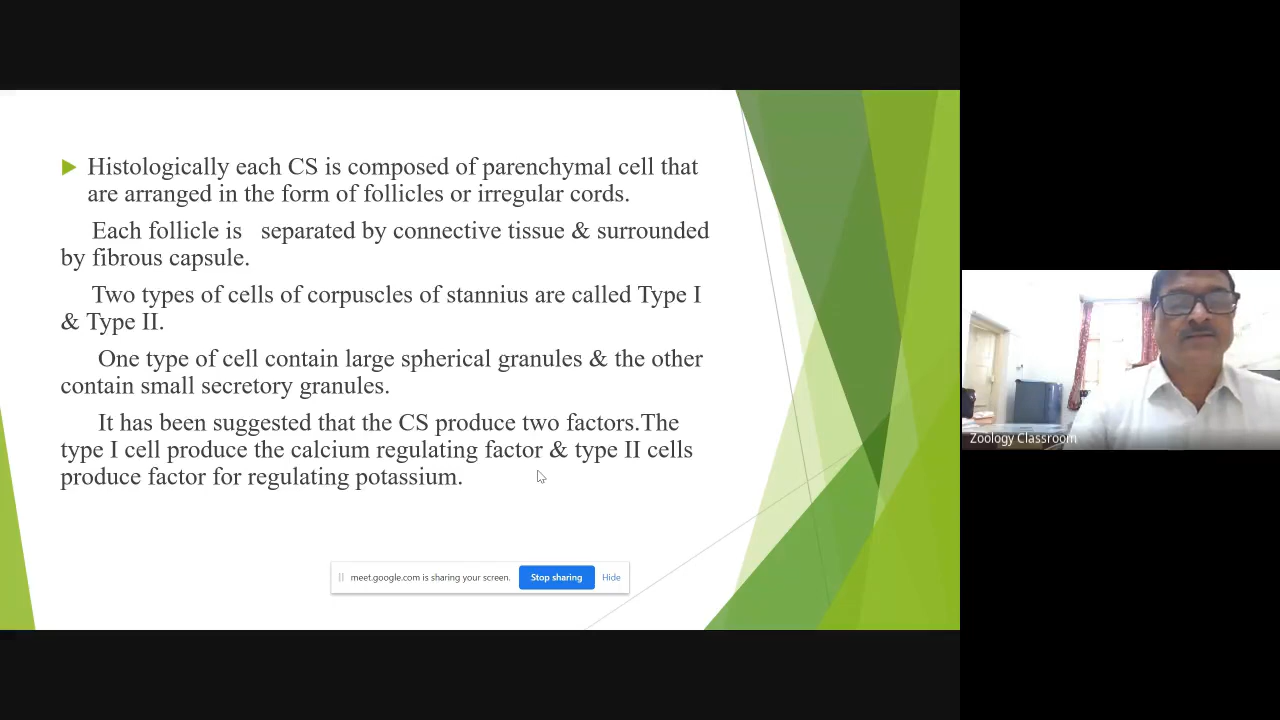 Histologically each CS is composed of parenchymal cell that
are arranged in the form of follicles or irregular cords.
Each follicle is   separated by connective tissue & surrounded
by fibrous capsule.
Two types of cells of corpuscles of stannius are called Type I
& Type II.
One type of cell contain large spherical granules & the other
contain small secretory granules.
It has been suggested that the CS produce two factors.The
type I cell produce the calcium regulating factor & type II cells
produce factor for regulating potassium.
meet.google.com is sharing your screen. Stop sharing Hide
Zoology Classroom